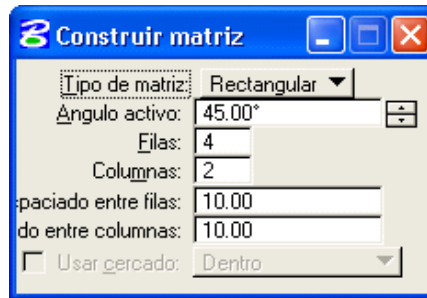 Construir matriz
Tipo de matriz: Rectangular
Angulo activo: 45.00°
Filas: 4
Columnas: 2
paciado entre filas: 10.00
do entre columnas: 10.00
Usar cercado: Dentro